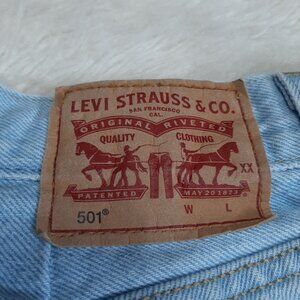 LEVI STRAUSS & CO.
SAN FRANCISCO
CAL.
ORIGINAL RIVETED
QUALITY CLOTHING
XX
PATENTED MAY 20 1873
501® W L